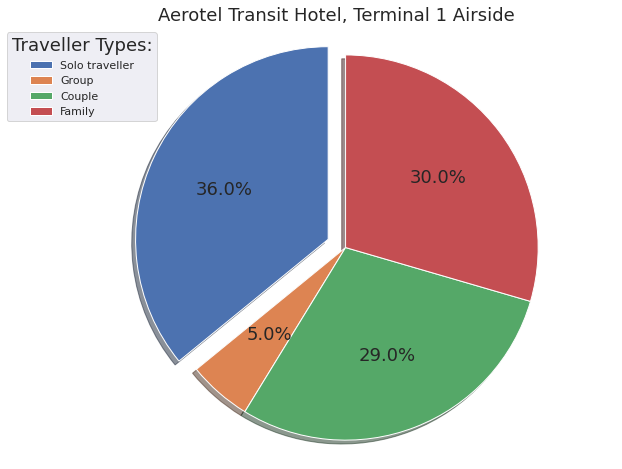 Aerotel Transit Hotel, Terminal 1 Airside
Traveller Types:
Solo traveller
Group
Couple
Family
36.0%
30.0%
5.0%
29.0%